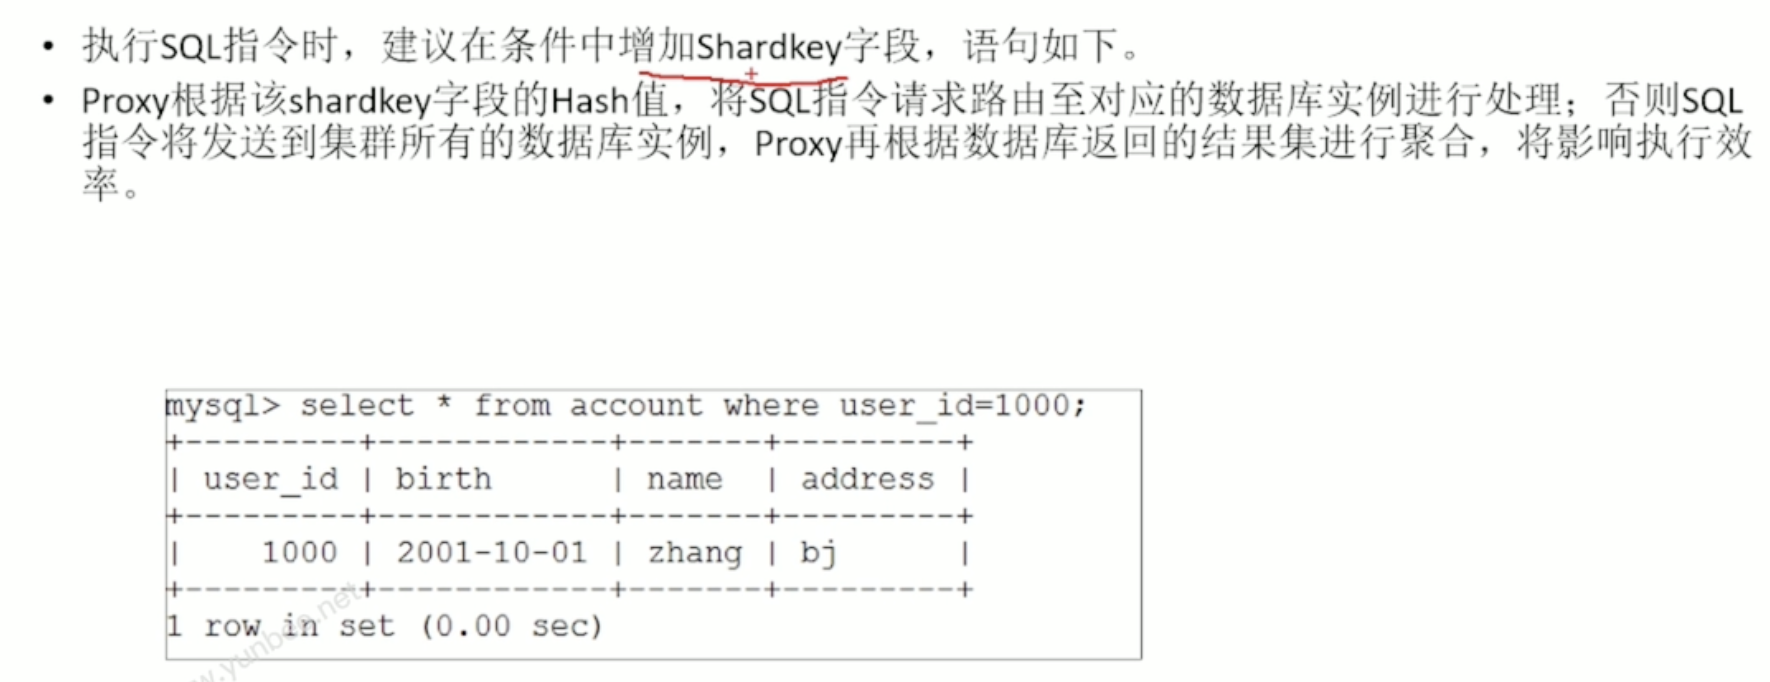 • 执行SQL指令时，建议在条件中增加Shardkey字段，语句如下。
• Proxy根据该shardkey字段的Hash值，将SQL指令请求路由至对应的数据库实例进行处理；否则SQL
指令将发送到集群所有的数据库实例，Proxy再根据数据库返回的结果集进行聚合，将影响执行效
率。
mysql> select * from account where user_id=1000;
+---------+------------+-------+---------+
| user_id | birth      | name  | address |
+---------+------------+-------+---------+
|    1000 | 2001-10-01 | zhang | bj      |
+---------+------------+-------+---------+
1 row in set (0.00 sec)